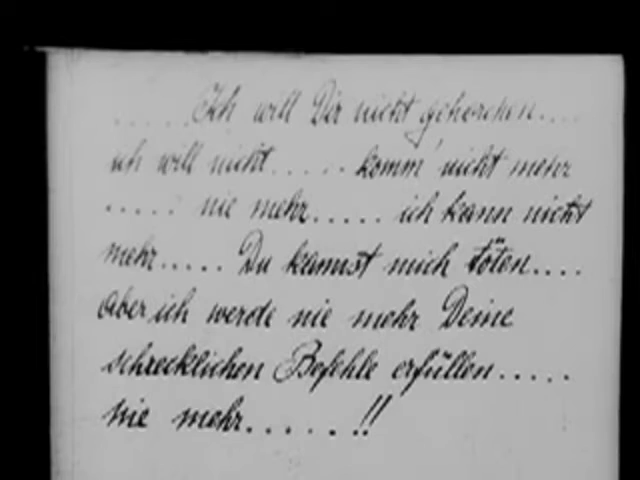 ......Ich will Dir nicht gehorchen....
ich will nicht..... komm' nicht mehr
..... nie mehr..... ich kann nicht
mehr..... Du kannst mich töten....
Aber ich werde nie mehr Deine
schrecklichen Befehle erfüllen.....
nie mehr.....!!